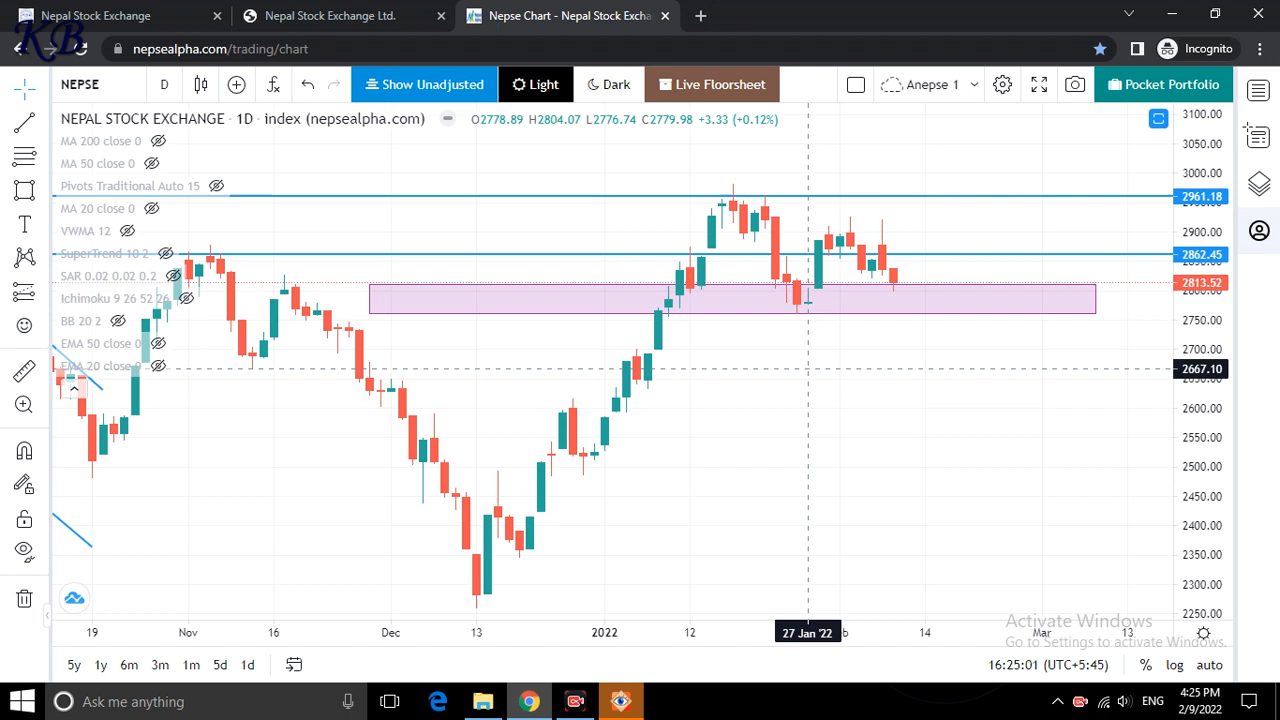 Nepal Stock Exchange
Nepal Stock Exchange Ltd.
Nepse Chart - Nepal Stock Excha
KB
nepsealpha.com/trading/chart
Incognito
NEPSE
D
Show Unadjusted
Light
Dark
Live Floorsheet
Anepse 1
Pocket Portfolio
NEPAL STOCK EXCHANGE · 1D · index (nepsealpha.com)
O2778.89 H2804.07 L2776.74 C2779.98 +3.33 (+0.12%)
MA 200 close 0
MA 50 close 0
Pivots Traditional Auto 15
MA 20 close 0
VWMA 12
SuperTrend 10 2
SAR 0.02 0.02 0.2
Ichimoku 9 26 52 26
BB 20 2
EMA 50 close 0
EMA 20 close 0
3100.00
3050.00
3000.00
2961.18
2900.00
2862.45
2813.52
2750.00
2700.00
2667.10
2600.00
2550.00
2500.00
2450.00
2400.00
2350.00
2300.00
2250.00
19
Nov
16
Dec
13
2022
12
27 Jan '22
14
Mar
13
Activate Windows
Go to Settings to activate Windows.
5y 1y 6m 3m 1m 5d 1d
16:25:01 (UTC+5:45)
% log auto
Ask me anything
ENG
4:25 PM
2/9/2022